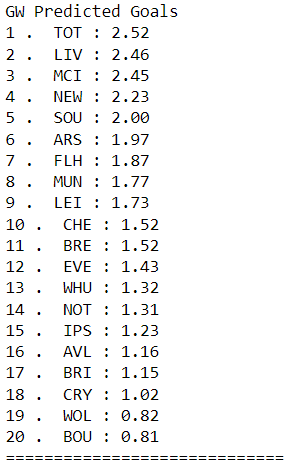 GW Predicted Goals
1 .  TOT : 2.52
2 .  LIV : 2.46
3 .  MCI : 2.45
4 .  NEW : 2.23
5 .  SOU : 2.00
6 .  ARS : 1.97
7 .  FLH : 1.87
8 .  MUN : 1.77
9 .  LEI : 1.73
10 .  CHE : 1.52
11 .  BRE : 1.52
12 .  EVE : 1.43
13 .  WHU : 1.32
14 .  NOT : 1.31
15 .  IPS : 1.23
16 .  AVL : 1.16
17 .  BRI : 1.15
18 .  CRY : 1.02
19 .  WOL : 0.82
20 .  BOU : 0.81
=============================